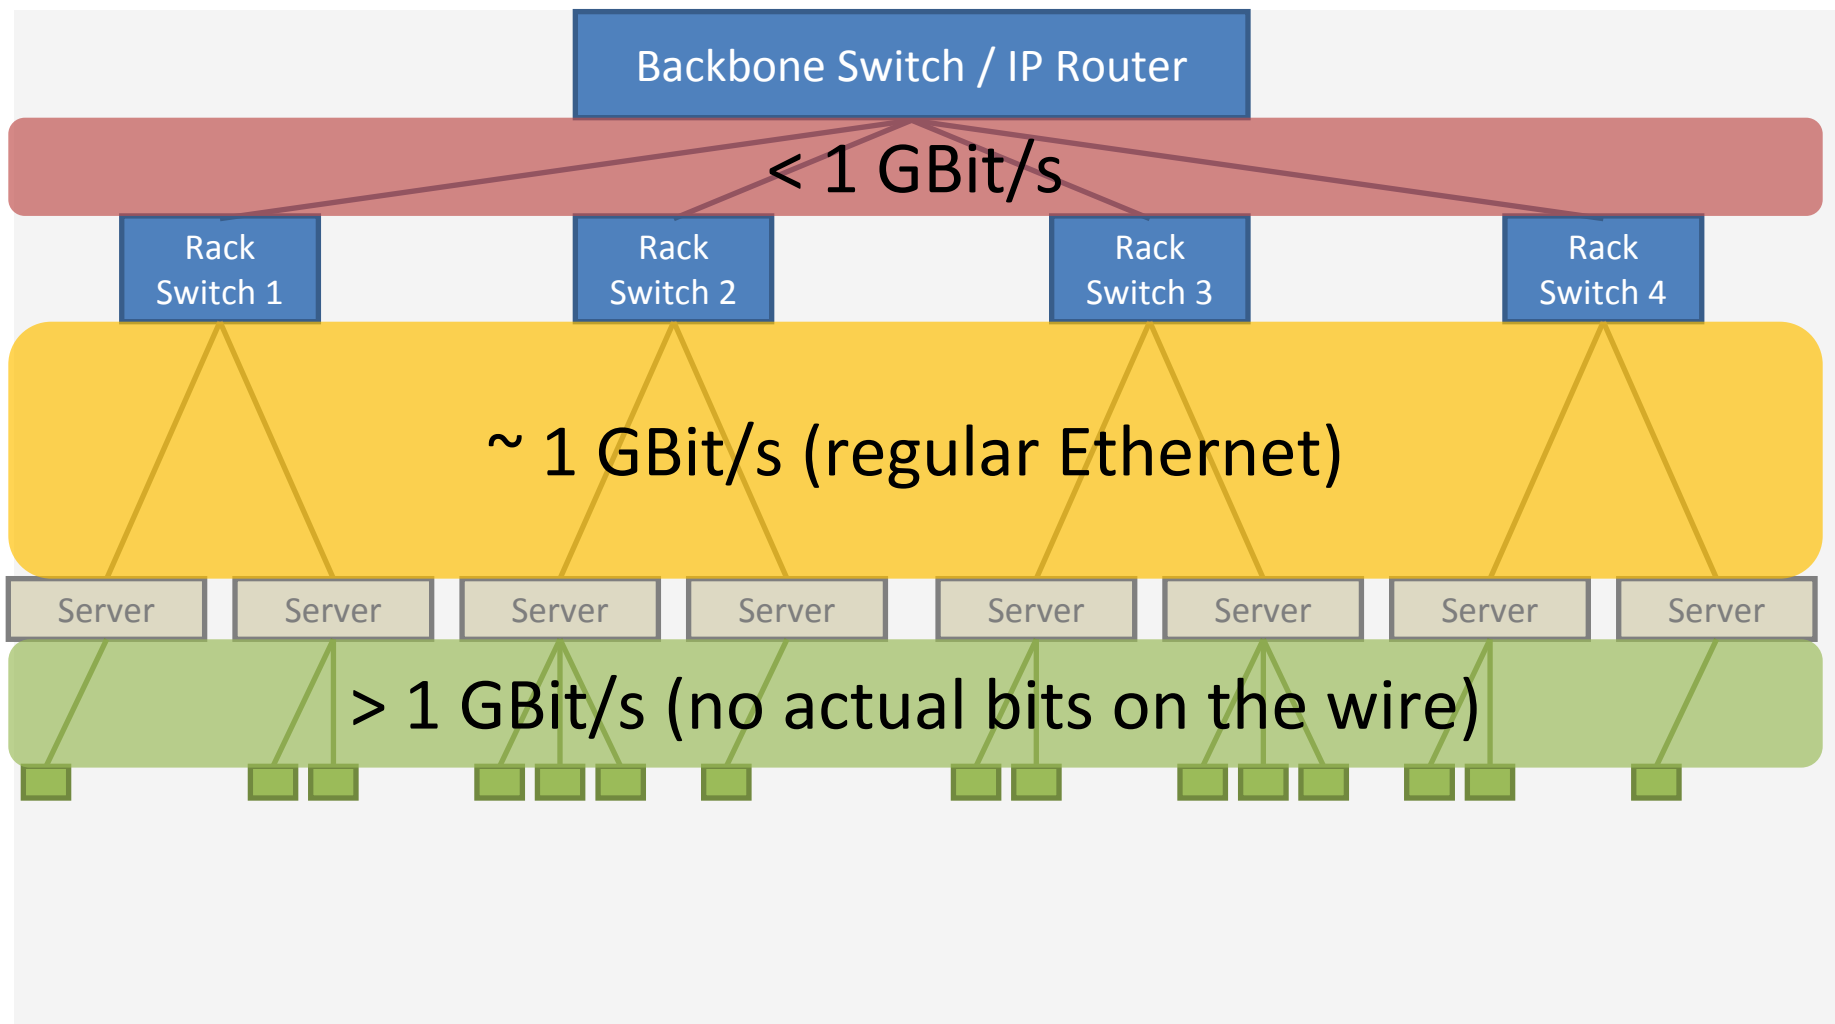 Backbone Switch / IP Router
< 1 GBit/s
Rack
Switch 1
Rack
Switch 2
Rack
Switch 3
Rack
Switch 4
~ 1 GBit/s (regular Ethernet)
Server
Server
Server
Server
Server
Server
Server
Server
> 1 GBit/s (no actual bits on the wire)